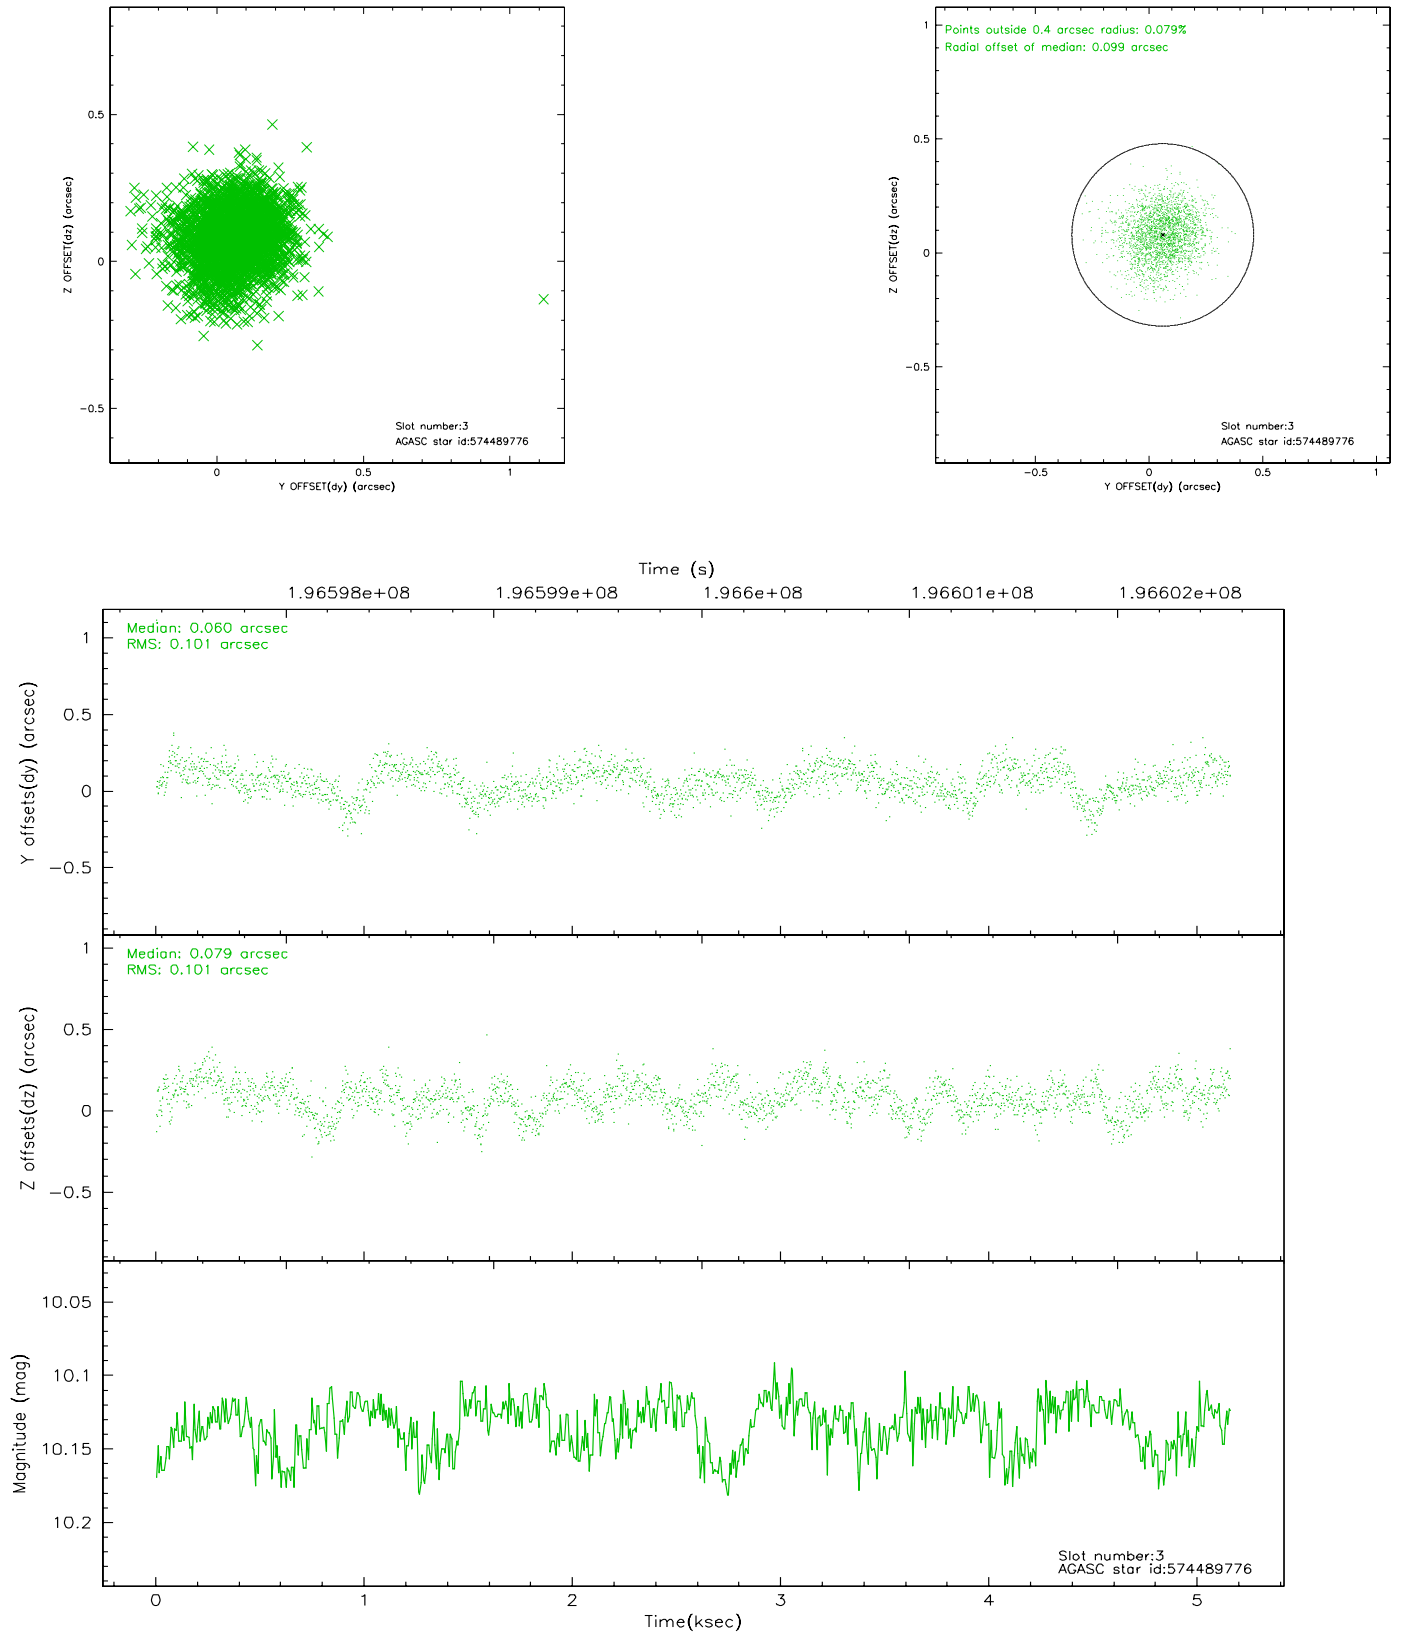 0.5
0
−0.5
Z OFFSET(dz) (arcsec)
Slot number:3
AGASC star id:574489776
0
0.5
1
Y OFFSET(dy) (arcsec)
Points outside 0.4 arcsec radius: 0.079%
Radial offset of median: 0.099 arcsec
1
0.5
0
−0.5
Z OFFSET(dz) (arcsec)
Slot number:3
AGASC star id:574489776
−0.5
0
0.5
1
Y OFFSET(dy) (arcsec)
Time (s)
1.96598e+08
1.96599e+08
1.966e+08
1.96601e+08
1.96602e+08
Median: 0.060 arcsec
RMS: 0.101 arcsec
1
0.5
0
−0.5
Y offsets(dy) (arcsec)
Median: 0.079 arcsec
RMS: 0.101 arcsec
1
0.5
0
−0.5
Z offsets(dz) (arcsec)
10.05
10.1
10.15
10.2
Magnitude (mag)
Slot number:3
AGASC star id:574489776
0
1
2
3
4
5
Time(ksec)